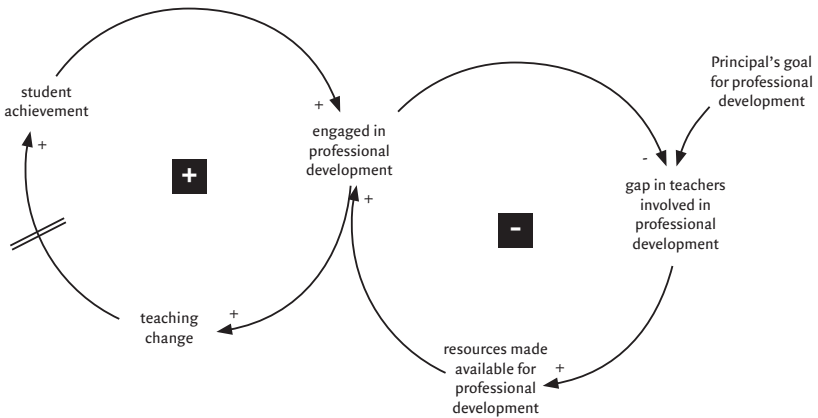 student
achievement
+
+
engaged in
professional
development
+
+
teaching
change
+
+
-
Principal's goal
for professional
development
-
gap in teachers
involved in
professional
development
resources made
available for
professional
development
+